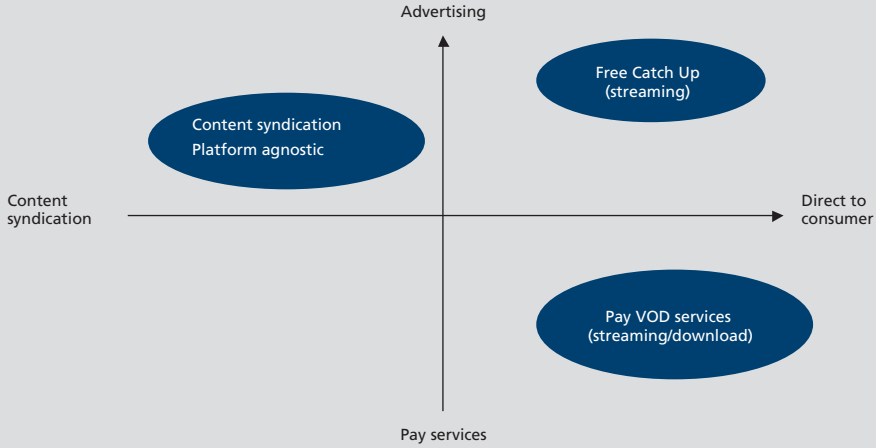 Advertising
Free Catch Up
(streaming)
Content syndication
Platform agnostic
Content
syndication
Direct to
consumer
Pay VOD services
(streaming/download)
Pay services